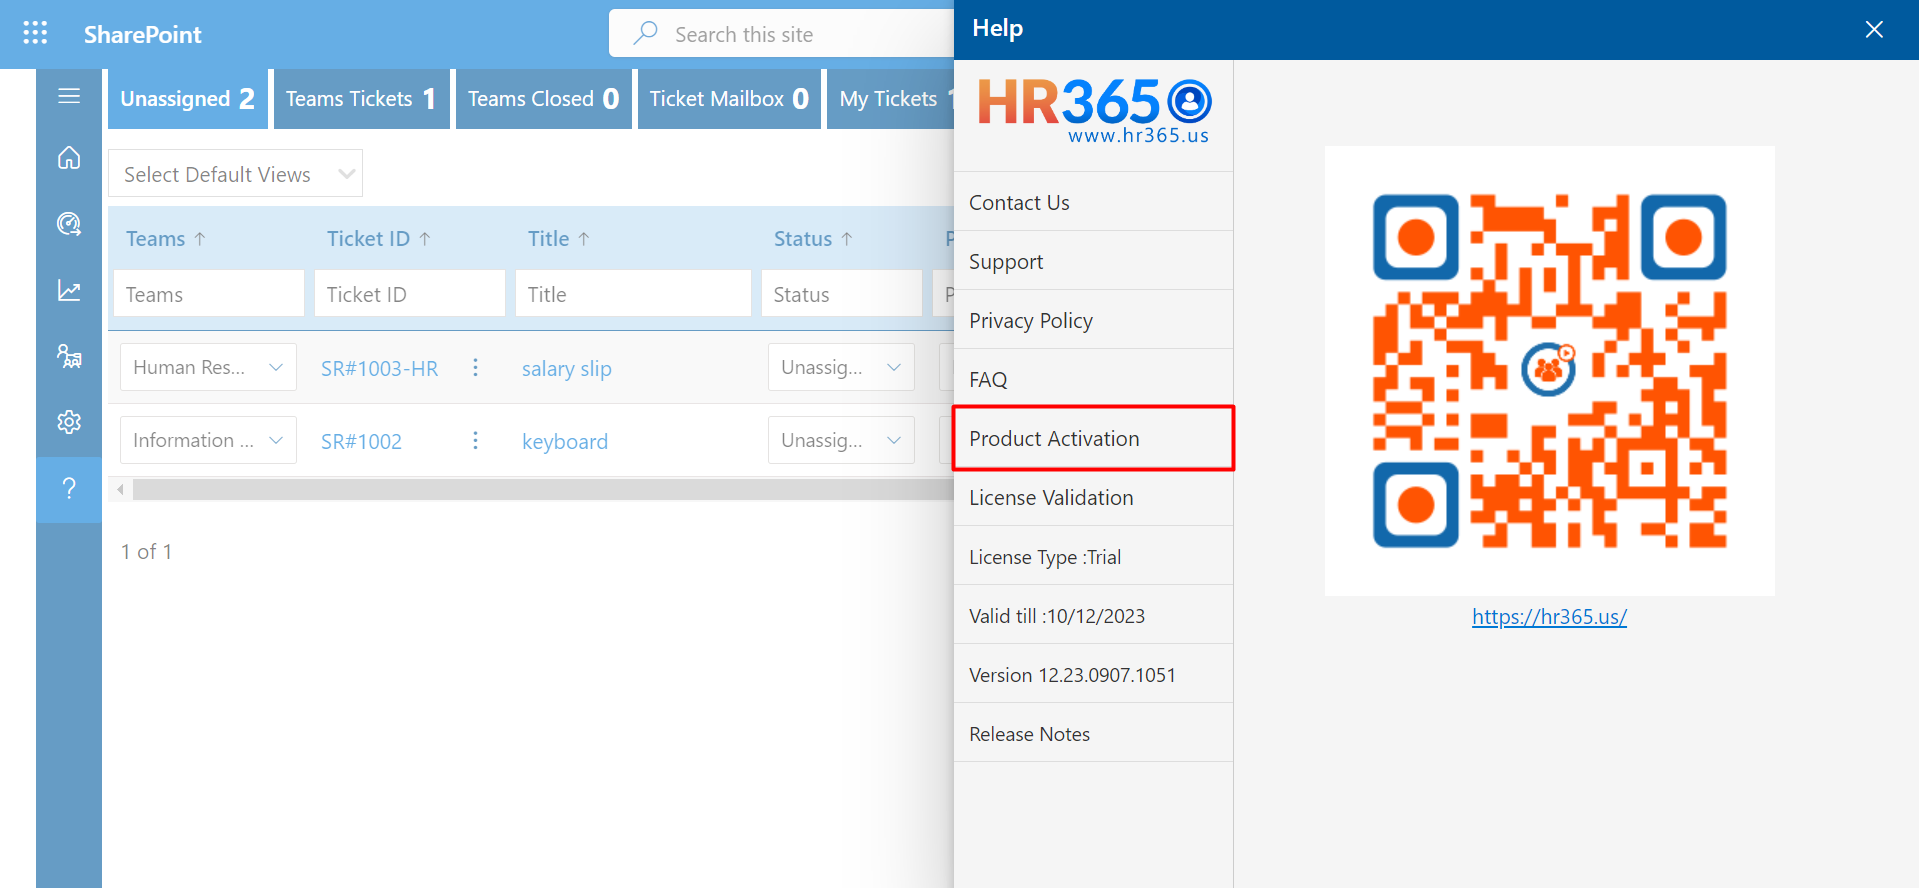 SharePoint
Search this site
Help
Unassigned 2
Teams Tickets 1
Teams Closed 0
Ticket Mailbox 0
My Tickets
Select Default Views
Teams
Ticket ID
Title
Status
Teams
Ticket ID
Title
Status
Human Res...
SR#1003-HR
salary slip
Unassig...
Information ...
SR#1002
keyboard
Unassig...
1 of 1
HR365
www.hr365.us
Contact Us
Support
Privacy Policy
FAQ
Product Activation
License Validation
License Type :Trial
Valid till :10/12/2023
Version 12.23.0907.1051
Release Notes
https://hr365.us/